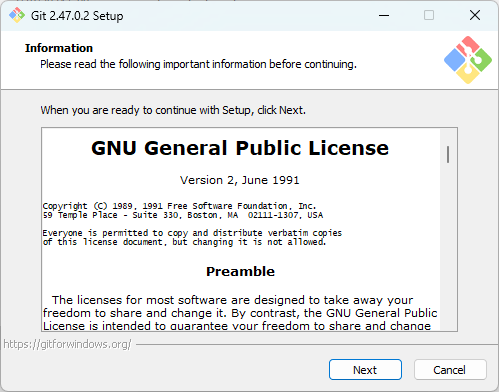 Git 2.47.0.2 Setup
Information
Please read the following important information before continuing.
When you are ready to continue with Setup, click Next.
GNU General Public License
Version 2, June 1991
Copyright (C) 1989, 1991 Free Software Foundation, Inc.
59 Temple Place - Suite 330, Boston, MA  02111-1307, USA
Everyone is permitted to copy and distribute verbatim copies
of this license document, but changing it is not allowed.
Preamble
The licenses for most software are designed to take away your
freedom to share and change it. By contrast, the GNU General Public
License is intended to guarantee your freedom to share and change
https://gitforwindows.org/
Next
Cancel